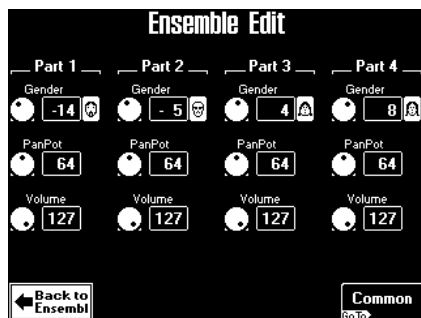 Ensemble Edit
Part 1 Part 2 Part 3 Part 4
Gender Gender Gender Gender
-14 - 5 4 8
PanPot PanPot PanPot PanPot
64 64 64 64
Volume Volume Volume Volume
127 127 127 127
Back to
Ensembl
Common
GoTo